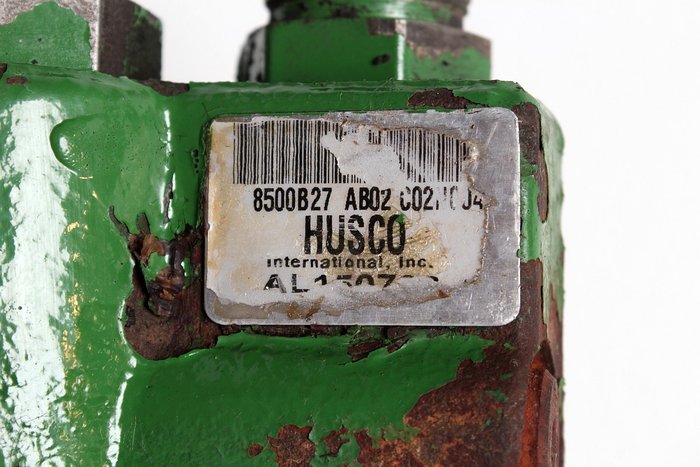 8500B27 AB02
HUSCO
International, Inc.